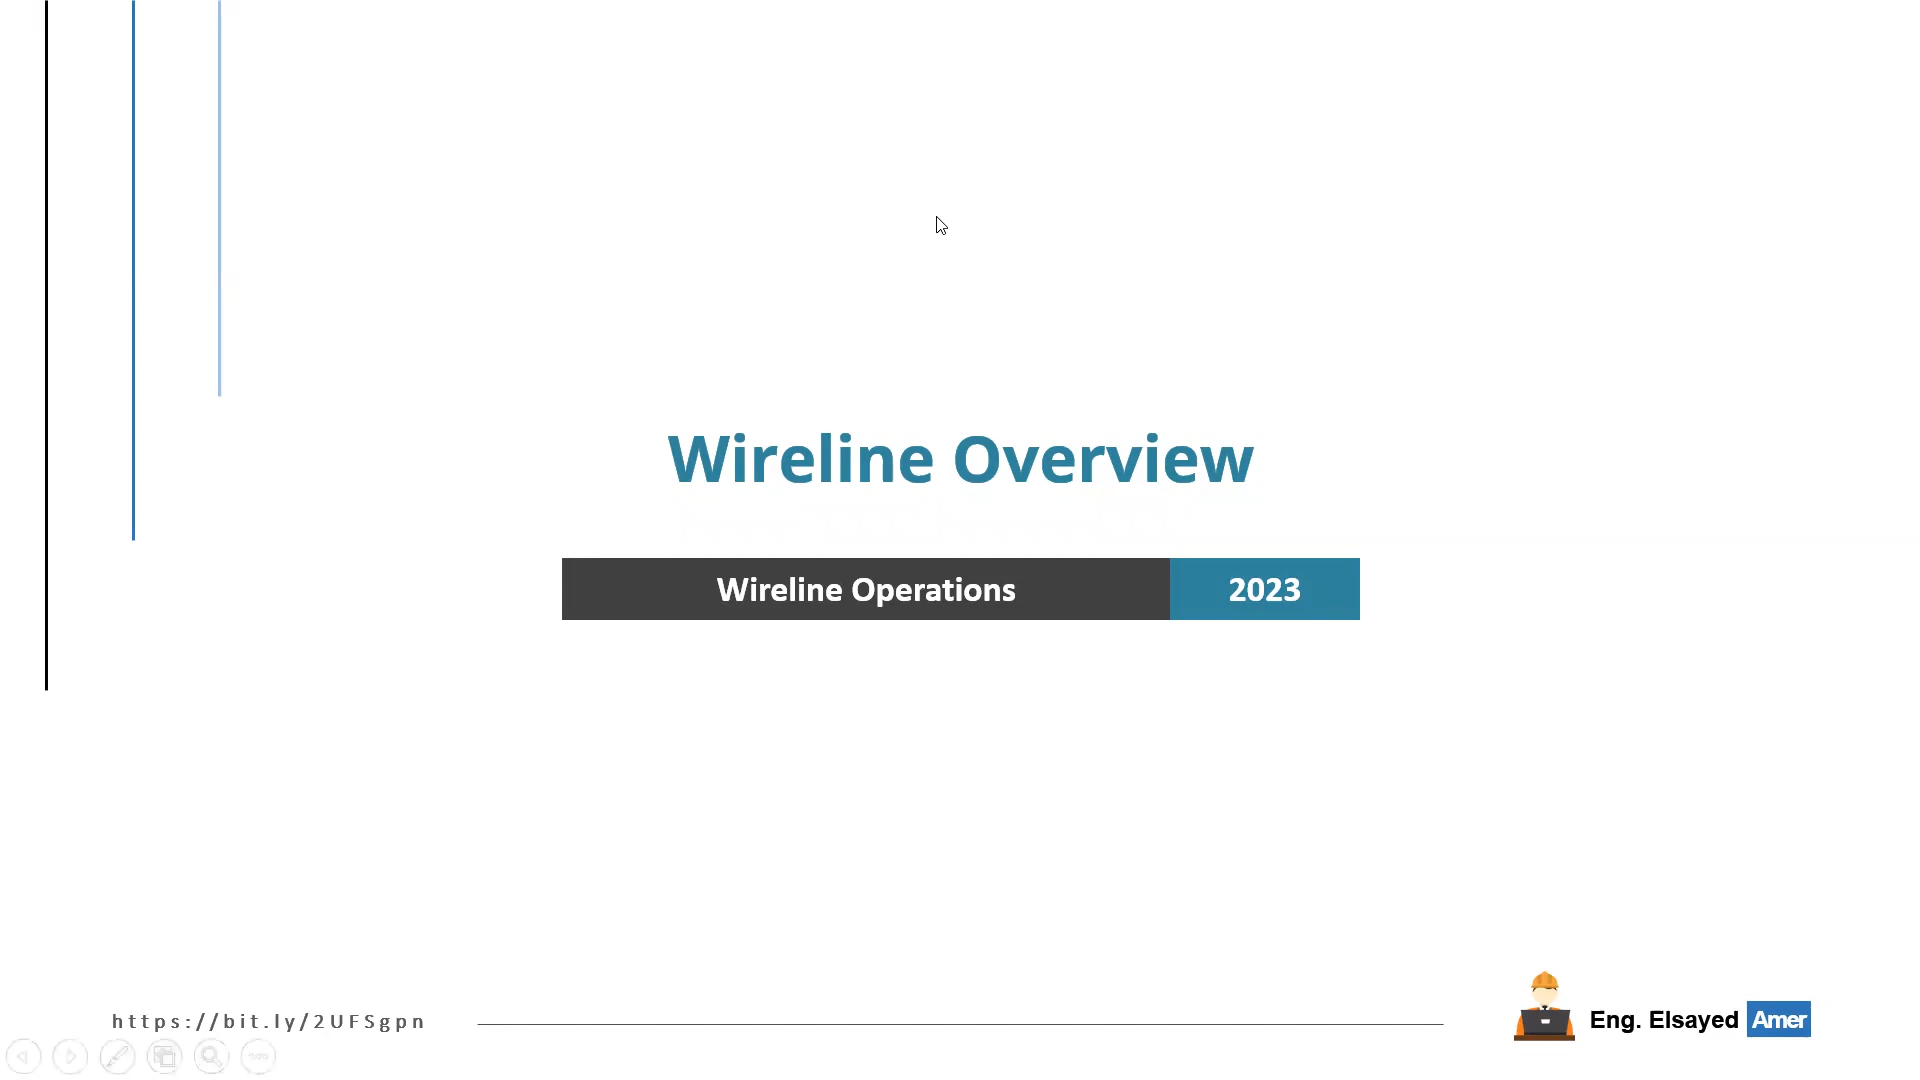 Wireline Overview
Wireline Operations 2023
https://bit.ly/2UFSgpn
Eng. Elsayed Amer